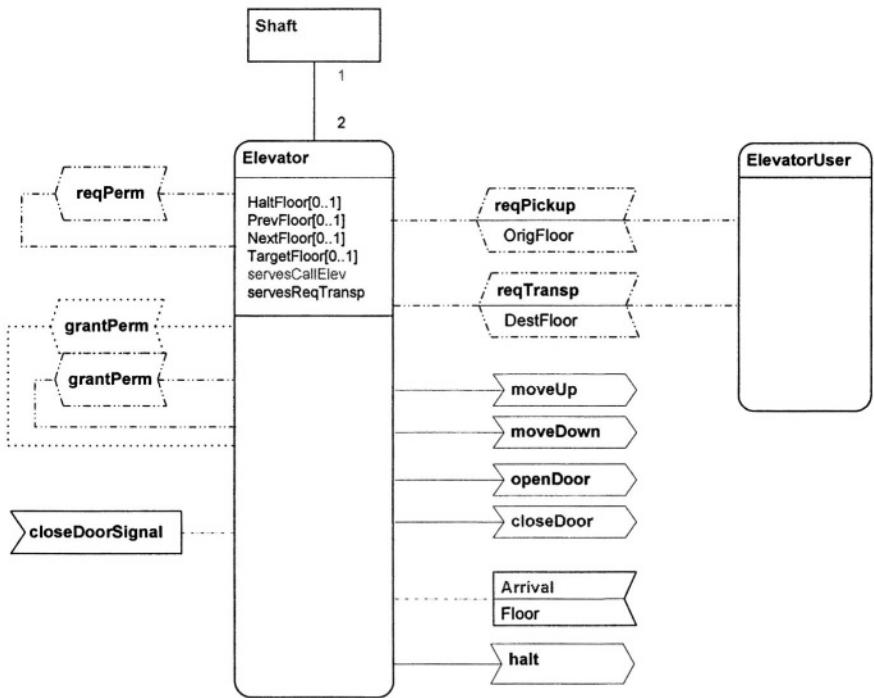 Shaft
1
2
Elevator
HaltFloor[0..1]
PrevFloor[0..1]
NextFloor[0..1]
TargetFloor[0..1]
servesCallElev
servesReqTransp
ElevatorUser
reqPerm
grantPerm
grantPerm
closeDoorSignal
reqPickup
OrigFloor
reqTransp
DestFloor
moveUp
moveDown
openDoor
closeDoor
Arrival
Floor
halt